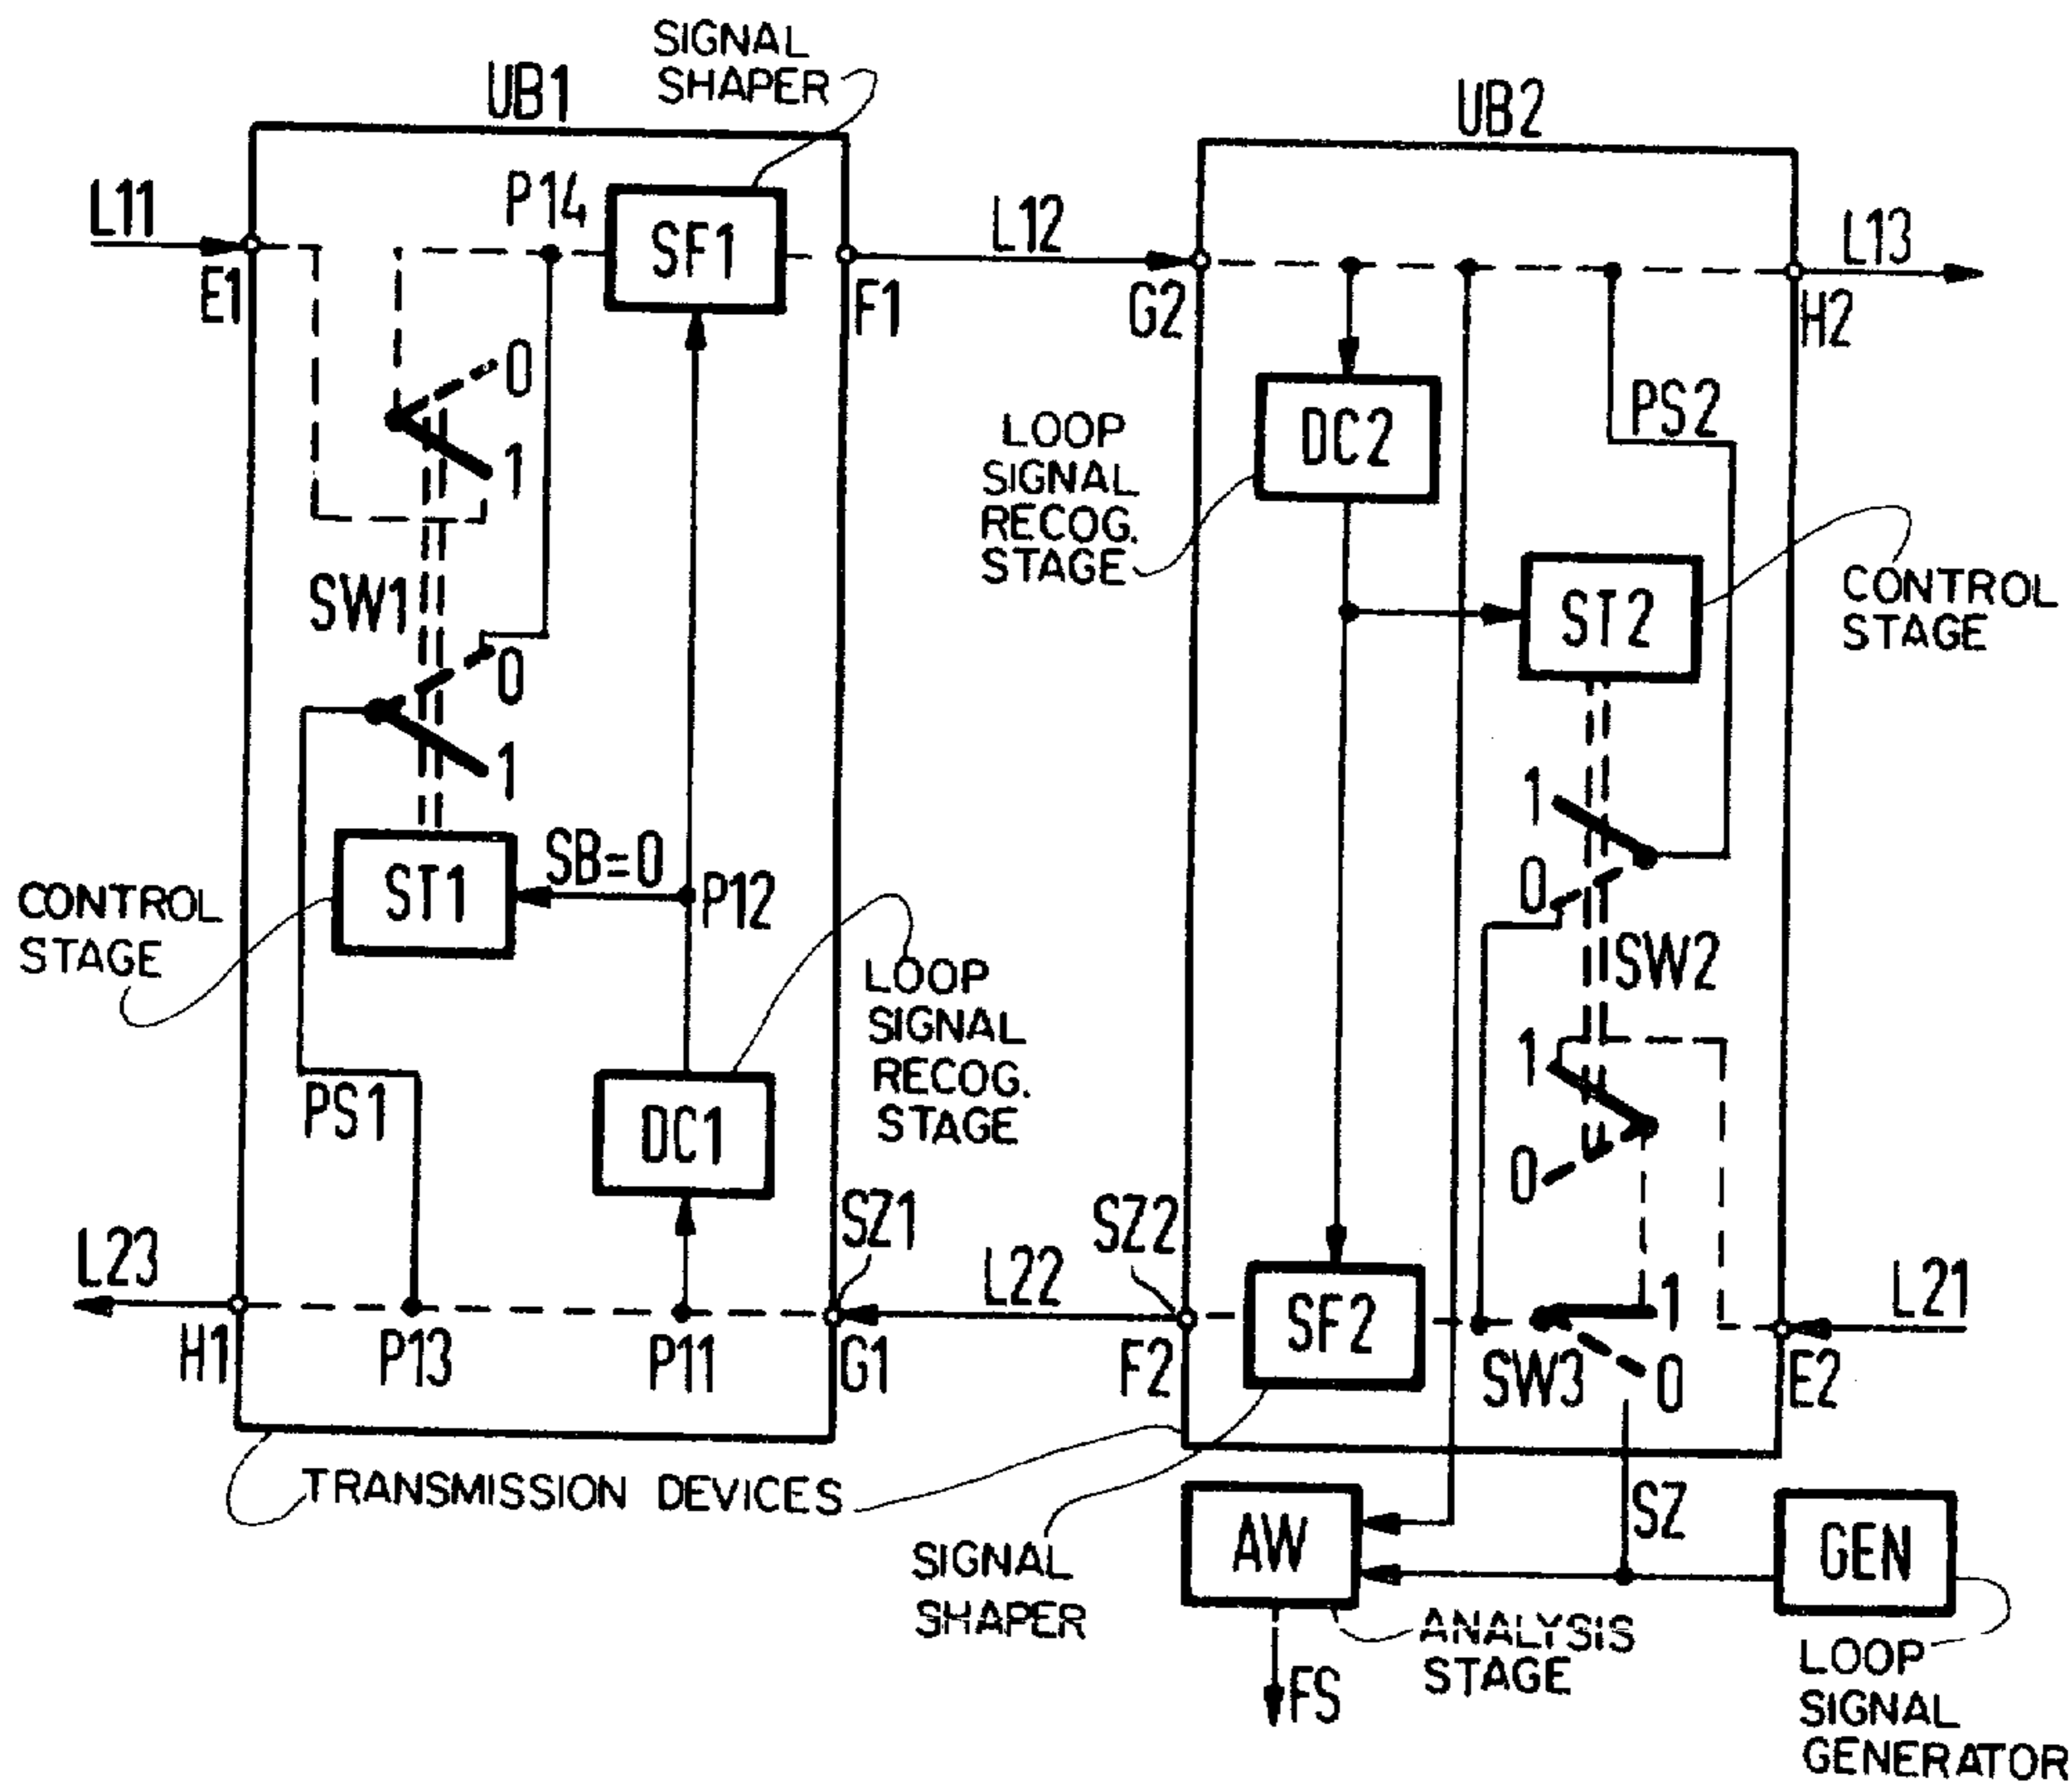 SIGNAL
SHAPER
UB1
UB2
L11
P14
SF1
L12
L13
E1
F1
G2
H2
0
1
DC2
PS2
LOOP
SIGNAL
RECOG.
STAGE
SW1
ST2
CONTROL
STAGE
0
1
1
0
SB=0
ST1
P12
CONTROL
STAGE
SW2
LOOP
SIGNAL
RECOG.
STAGE
1
0
PS1
DC1
SZ1
SZ2
L23
L22
L21
SF2
1
0
H1
P13
P11
G1
F2
SW3
E2
TRANSMISSION DEVICES
SZ
AW
GEN
SIGNAL
SHAPER
ANALYSIS
STAGE
FS
LOOP
SIGNAL
GENERATOR